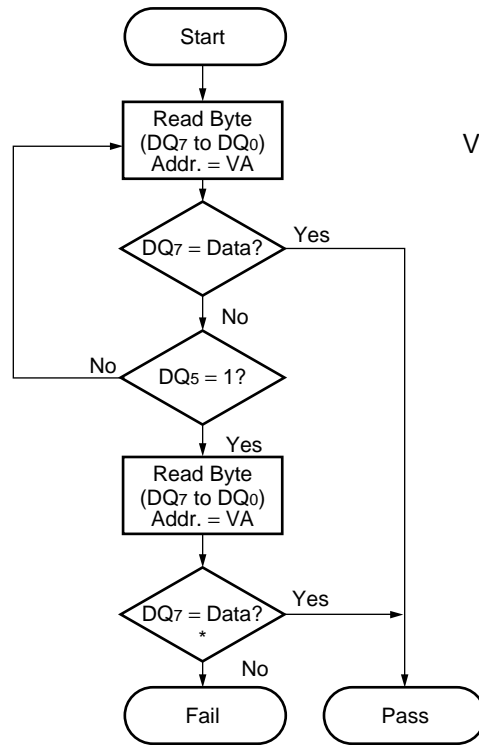 Start
Read Byte
(DQ7 to DQ0)
Addr. = VA
V
DQ7 = Data?
Yes
No
No
DQ5 = 1?
Yes
Read Byte
(DQ7 to DQ0)
Addr. = VA
DQ7 = Data?
*
Yes
No
Fail
Pass